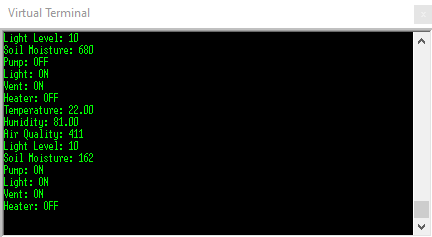 Virtual Terminal
Light Level: 10
Soil Moisture: 680
Pump: OFF
Light: ON
Vent: ON
Heater: OFF
Temperature: 22.00
Humidity: 81.00
Air Quality: 411
Light Level: 10
Soil Moisture: 162
Pump: ON
Light: ON
Vent: ON
Heater: OFF